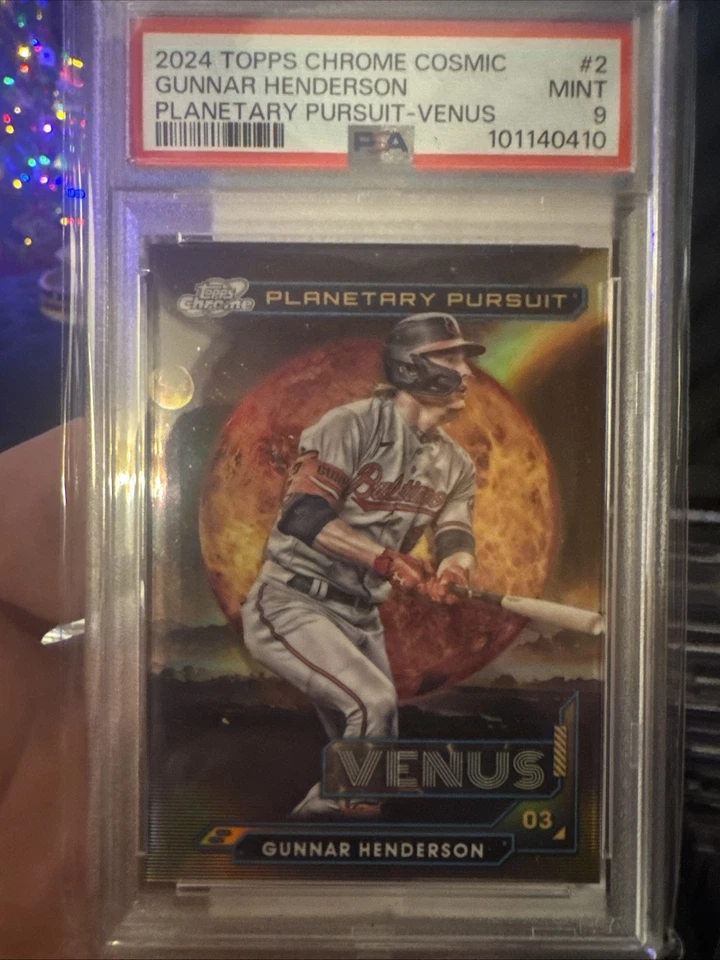 2024 TOPPS CHROME COSMIC #2
GUNNAR HENDERSON MINT
PLANETARY PURSUIT-VENUS 9
PSA 101140410
Topps Chrome PLANETARY PURSUIT
Baltimore
VENUS
03
GUNNAR HENDERSON